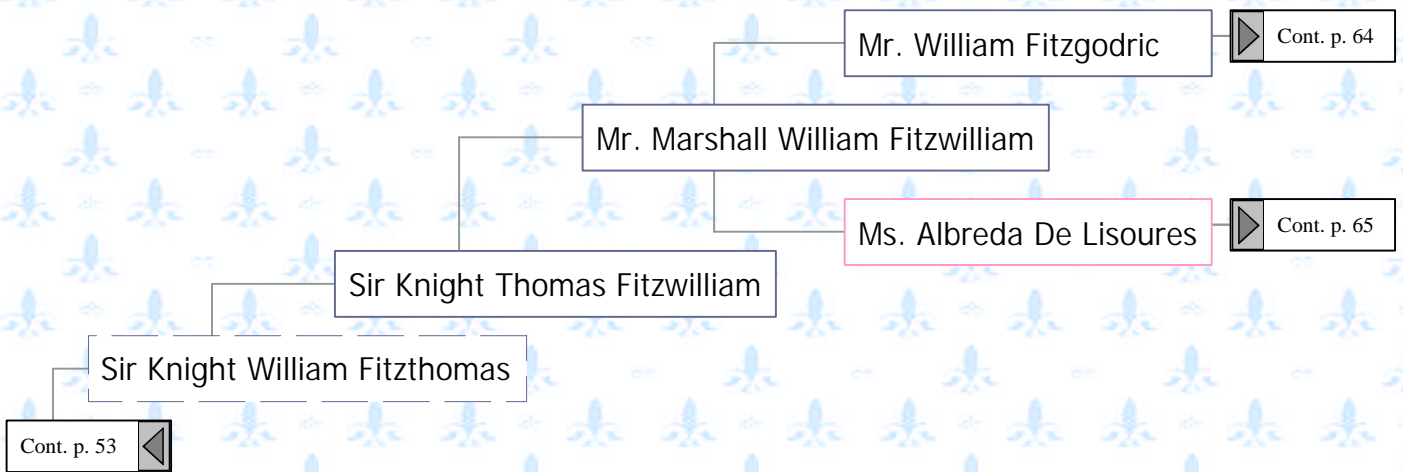 Mr. William Fitzgodric
Cont. p. 64
Mr. Marshall William Fitzwilliam
Ms. Albreda De Lisoures
Cont. p. 65
Sir Knight Thomas Fitzwilliam
Sir Knight William Fitzthomas
Cont. p. 53